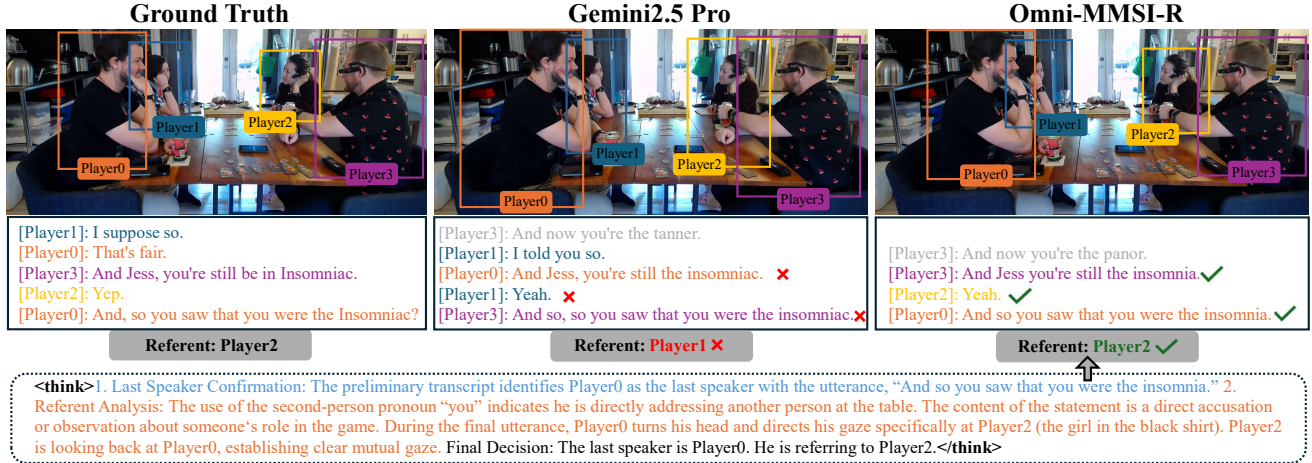 Ground Truth
Player0
Player1
Player2
Player3
[Player1]: I suppose so.
[Player0]: That's fair.
[Player3]: And Jess, you're still be in Insomniac.
[Player2]: Yep.
[Player0]: And, so you saw that you were the Insomniac?
Referent: Player2
Gemini2.5 Pro
Player0
Player1
Player2
Player3
[Player3]: And now you're the tanner.
[Player1]: I told you so.
[Player0]: And Jess, you're still the insomniac.
[Player1]: Yeah.
[Player3]: And so, so you saw that you were the insomniac.
Referent: Player1
Omni-MMSI-R
Player0
Player1
Player2
Player3
[Player3]: And now you're the panor.
[Player3]: And Jess you're still the insomnia.
[Player2]: Yeah.
[Player0]: And so you saw that you were the insomnia.
Referent: Player2
<think>1. Last Speaker Confirmation: The preliminary transcript identifies Player0 as the last speaker with the utterance, “And so you saw that you were the insomnia.” 2.
Referent Analysis: The use of the second-person pronoun “you” indicates he is directly addressing another person at the table. The content of the statement is a direct accusation
or observation about someone‘s role in the game. During the final utterance, Player0 turns his head and directs his gaze specifically at Player2 (the girl in the black shirt). Player2
is looking back at Player0, establishing clear mutual gaze. Final Decision: The last speaker is Player0. He is referring to Player2.</think>